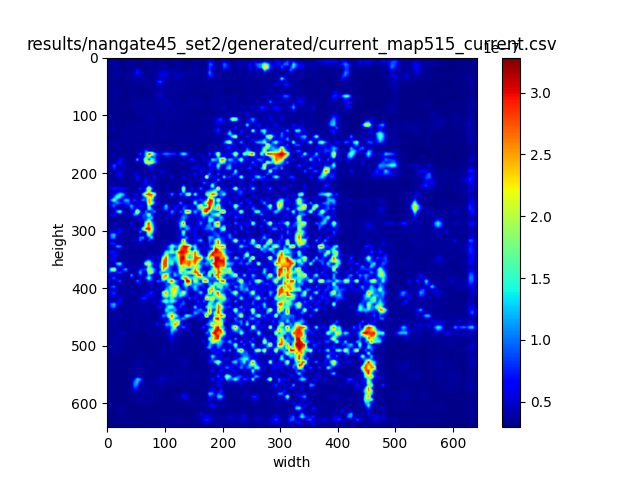 results/nangate45_set2/generated/current_map515_current.csv
1e−7
0
100
200
300
400
500
600
height
0 100 200 300 400 500 600
width
3.0
2.5
2.0
1.5
1.0
0.5